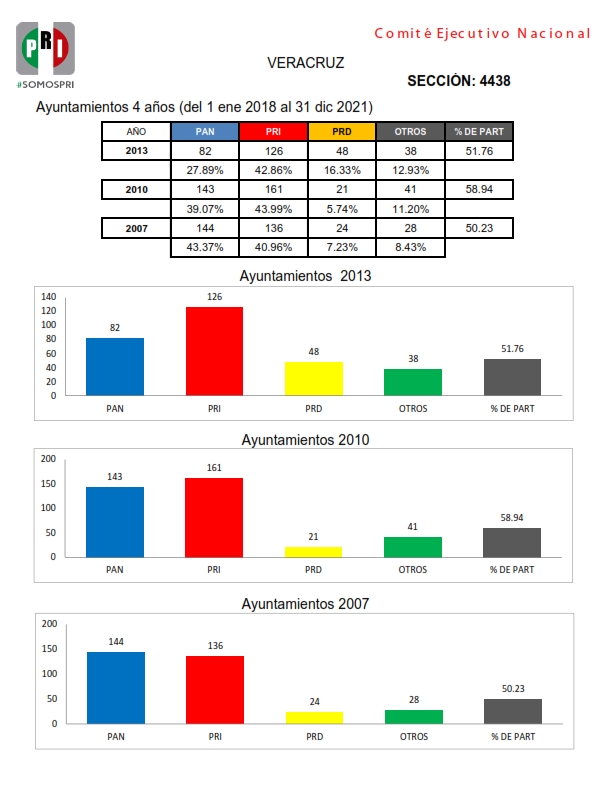 Comité Ejecutivo Nacional
PRI
#SOMOSPRI
VERACRUZ
SECCIÓN: 4438
Ayuntamientos 4 años (del 1 ene 2018 al 31 dic 2021)
AÑO PAN PRI PRD OTROS % DE PART
2013 82 126 48 38 51.76
27.89% 42.86% 16.33% 12.93%
2010 143 161 21 41 58.94
39.07% 43.99% 5.74% 11.20%
2007 144 136 24 28 50.23
43.37% 40.96% 7.23% 8.43%
Ayuntamientos 2013
140
120
100
80
60
40
20
0
82 126 48 38 51.76
PAN PRI PRD OTROS % DE PART
Ayuntamientos 2010
200
150
100
50
0
143 161 21 41 58.94
PAN PRI PRD OTROS % DE PART
Ayuntamientos 2007
200
150
100
50
0
144 136 24 28 50.23
PAN PRI PRD OTROS % DE PART